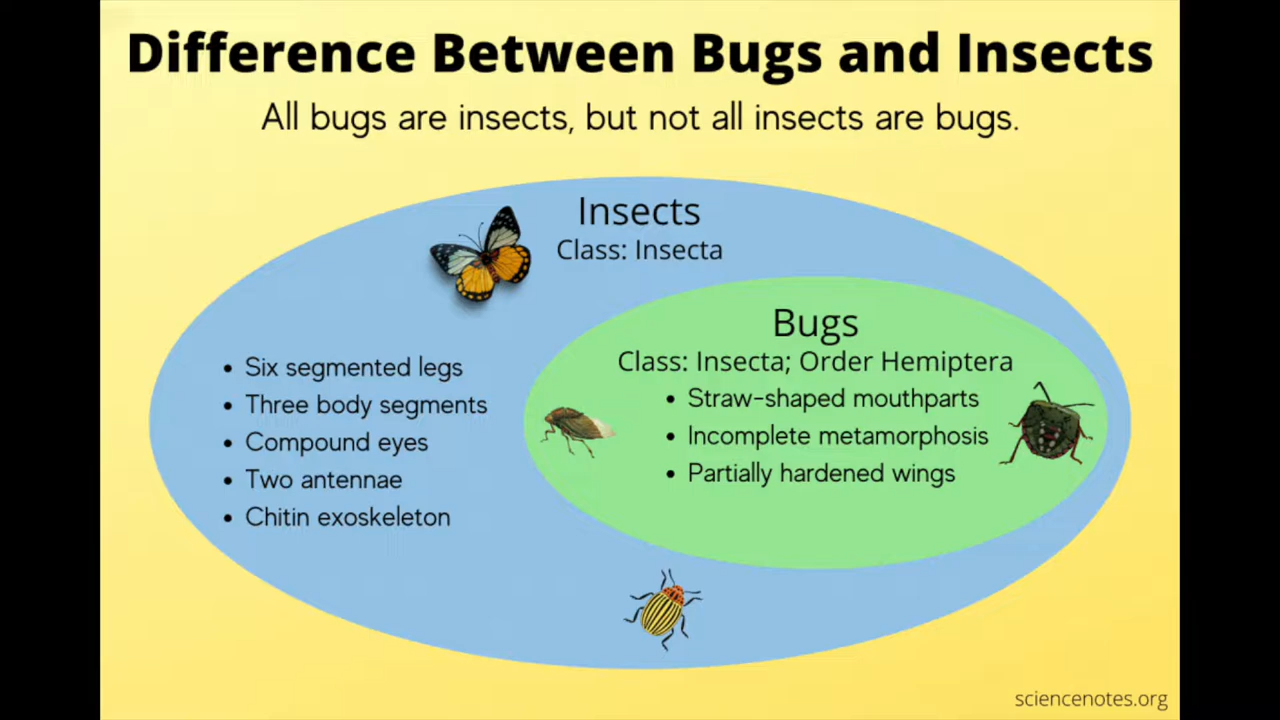 Difference Between Bugs and Insects
All bugs are insects, but not all insects are bugs.
Insects
Class: Insecta
• Six segmented legs
• Three body segments
• Compound eyes
• Two antennae
• Chitin exoskeleton
Bugs
Class: Insecta; Order Hemiptera
• Straw-shaped mouthparts
• Incomplete metamorphosis
• Partially hardened wings
sciencenotes.org